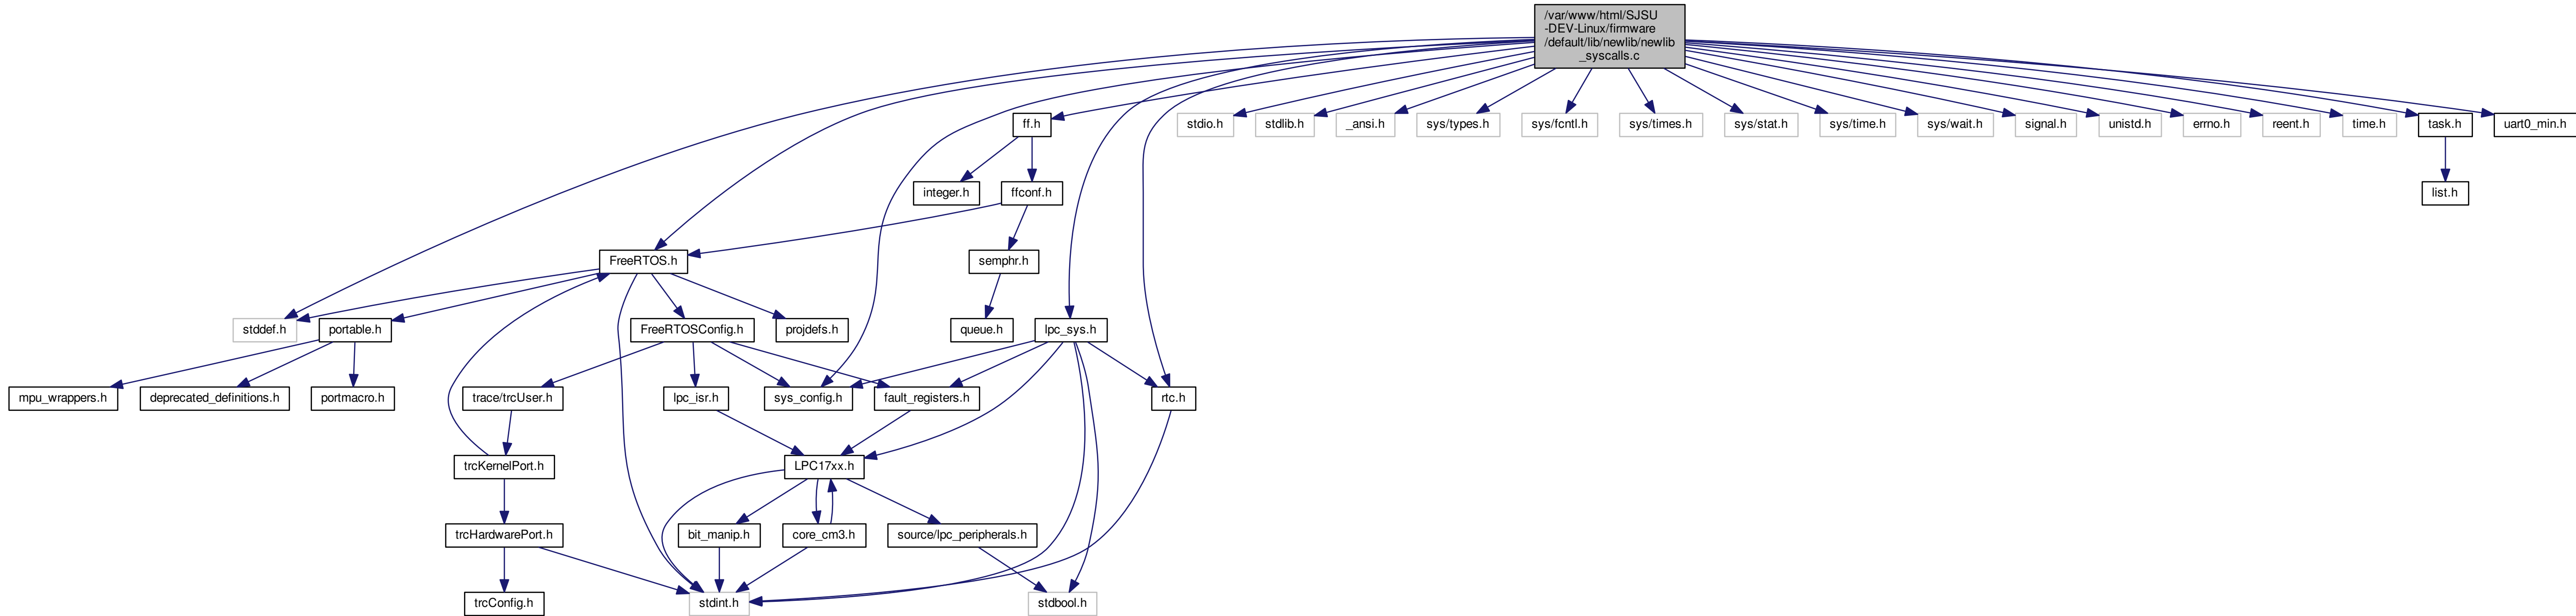 /var/www/html/SJSU
-DEV-Linux/firmware
/default/lib/newlib/newlib
_syscalls.c
ff.h
stdio.h
stdlib.h
_ansi.h
sys/types.h
sys/fcntl.h
sys/times.h
sys/stat.h
sys/time.h
sys/wait.h
signal.h
unistd.h
errno.h
reent.h
time.h
task.h
uart0_min.h
integer.h
ffconf.h
list.h
FreeRTOS.h
semphr.h
stddef.h
portable.h
FreeRTOSConfig.h
projdefs.h
queue.h
lpc_sys.h
mpu_wrappers.h
deprecated_definitions.h
portmacro.h
trace/trcUser.h
lpc_isr.h
sys_config.h
fault_registers.h
rtc.h
trcKernelPort.h
LPC17xx.h
trcHardwarePort.h
bit_manip.h
core_cm3.h
source/lpc_peripherals.h
trcConfig.h
stdint.h
stdbool.h